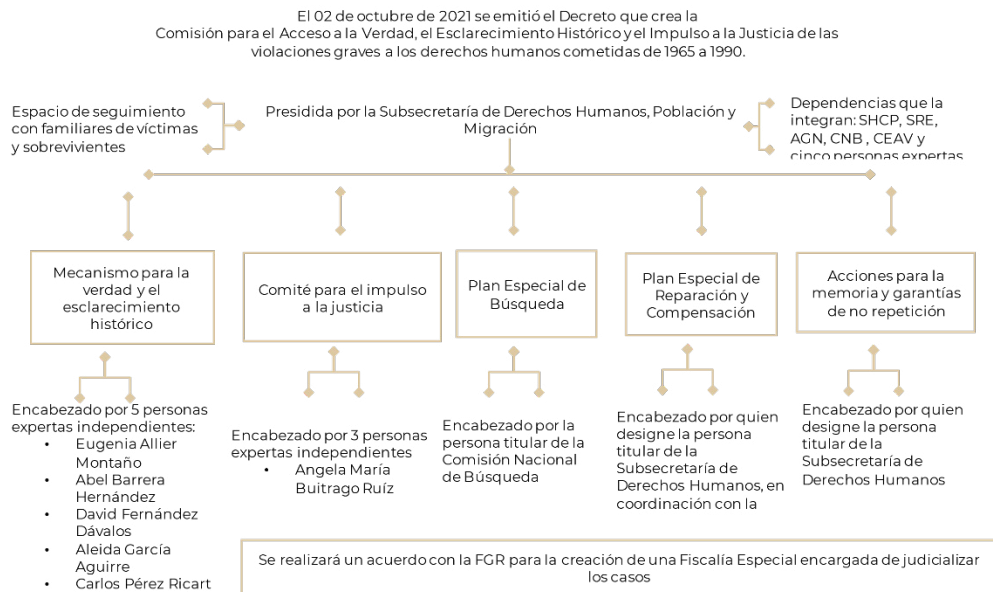 El 02 de octubre de 2021 se emitió el Decreto que crea la
Comisión para el Acceso a la Verdad, el Esclarecimiento Histórico y el Impulso a la Justicia de las
violaciones graves a los derechos humanos cometidas de 1965 a 1990.
Espacio de seguimiento
con familiares de víctimas
y sobrevivientes
Presidida por la Subsecretaría de Derechos Humanos, Población y
Migración
Dependencias que la
integran: SHCP, SRE,
AGN, CNB , CEAV y
cinco personas expertas
Mecanismo para la
verdad y el
esclarecimiento
histórico
Comité para el impulso
a la justicia
Plan Especial de
Búsqueda
Plan Especial de
Reparación y
Compensación
Acciones para la
memoria y garantías
de no repetición
Encabezado por 5 personas
expertas independientes:
• Eugenia Allier
Montaño
• Abel Barrera
Hernández
• David Fernández
Dávalos
• Aleida García
Aguirre
• Carlos Pérez Ricart
Encabezado por 3 personas
expertas independientes
• Angela María
Buitrago Ruíz
Encabezado por la
persona titular de la
Comisión Nacional
de Búsqueda
Encabezado por quien
designe la persona
titular de la
Subsecretaría de
Derechos Humanos, en
coordinación con la
Encabezado por quien
designe la persona
titular de la
Subsecretaría de
Derechos Humanos
Se realizará un acuerdo con la FGR para la creación de una Fiscalía Especial encargada de judicializar
los casos